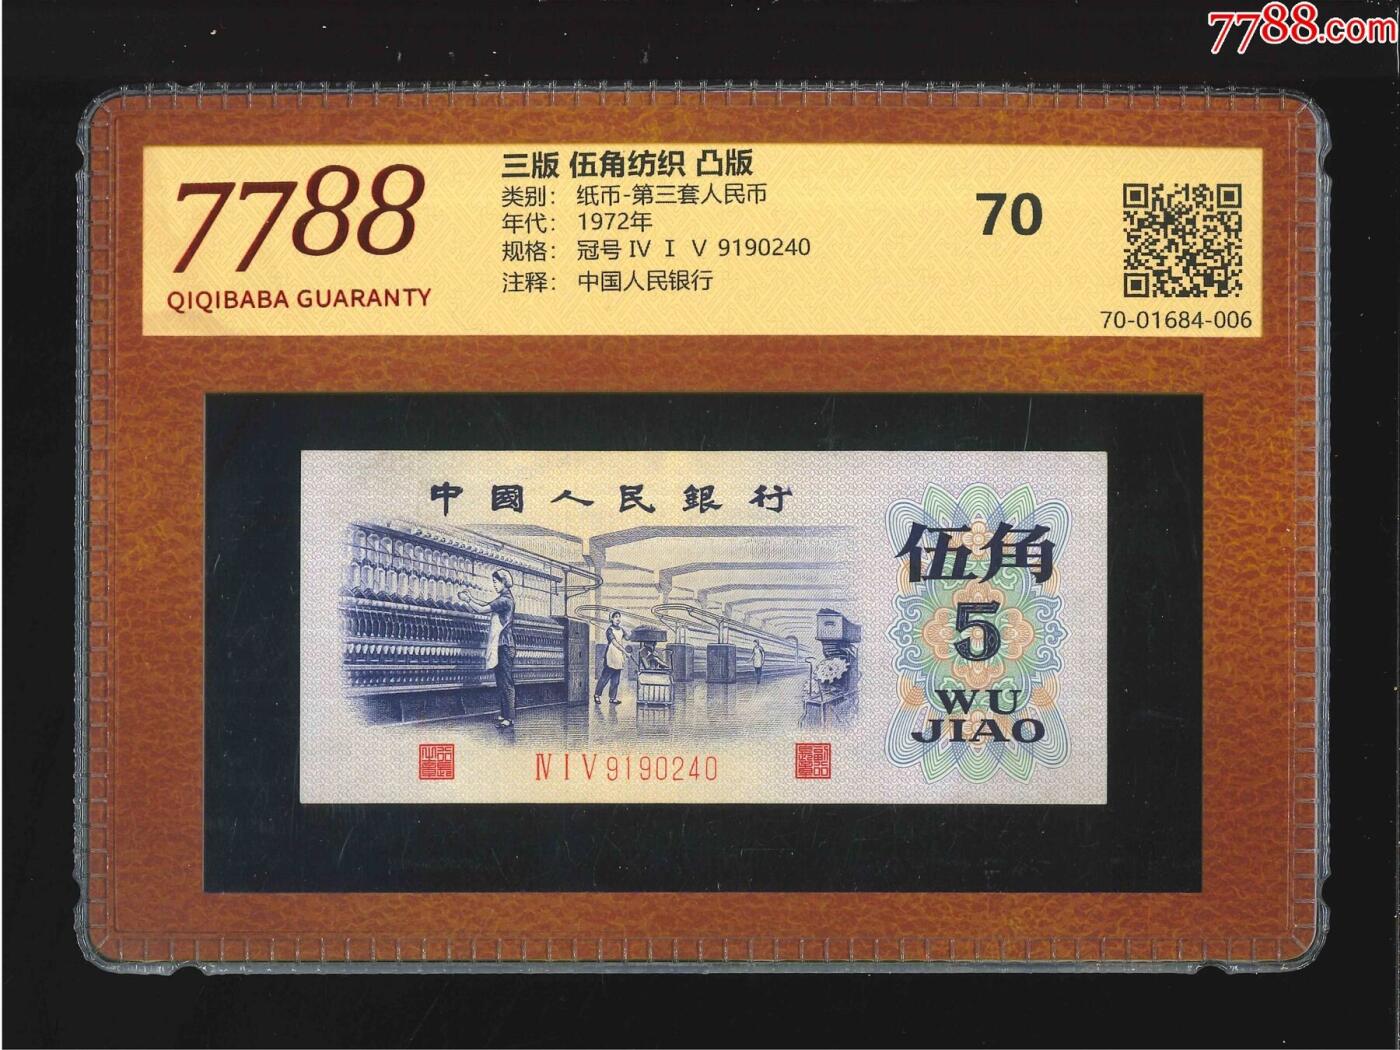 7788.com
7788
QIQIBABA GUARANTY
三版 伍角纺织 凸版
类别： 纸币-第三套人民币
年代： 1972年
规格： 冠号 IV I V 9190240
注释： 中国人民银行
70
70-01684-006
中國人民銀行
伍角
5
WU
JIAO
IV I V 9190240